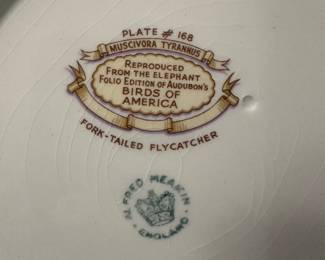 PLATE # 168
MUSCIVORA TYRANNUS
REPRODUCED
FROM THE ELEPHANT
FOLIO EDITION OF AUDUBON'S
BIRDS OF
AMERICA
FORK-TAILED FLYCATCHER
ALFRED MEAKIN
ENGLAND